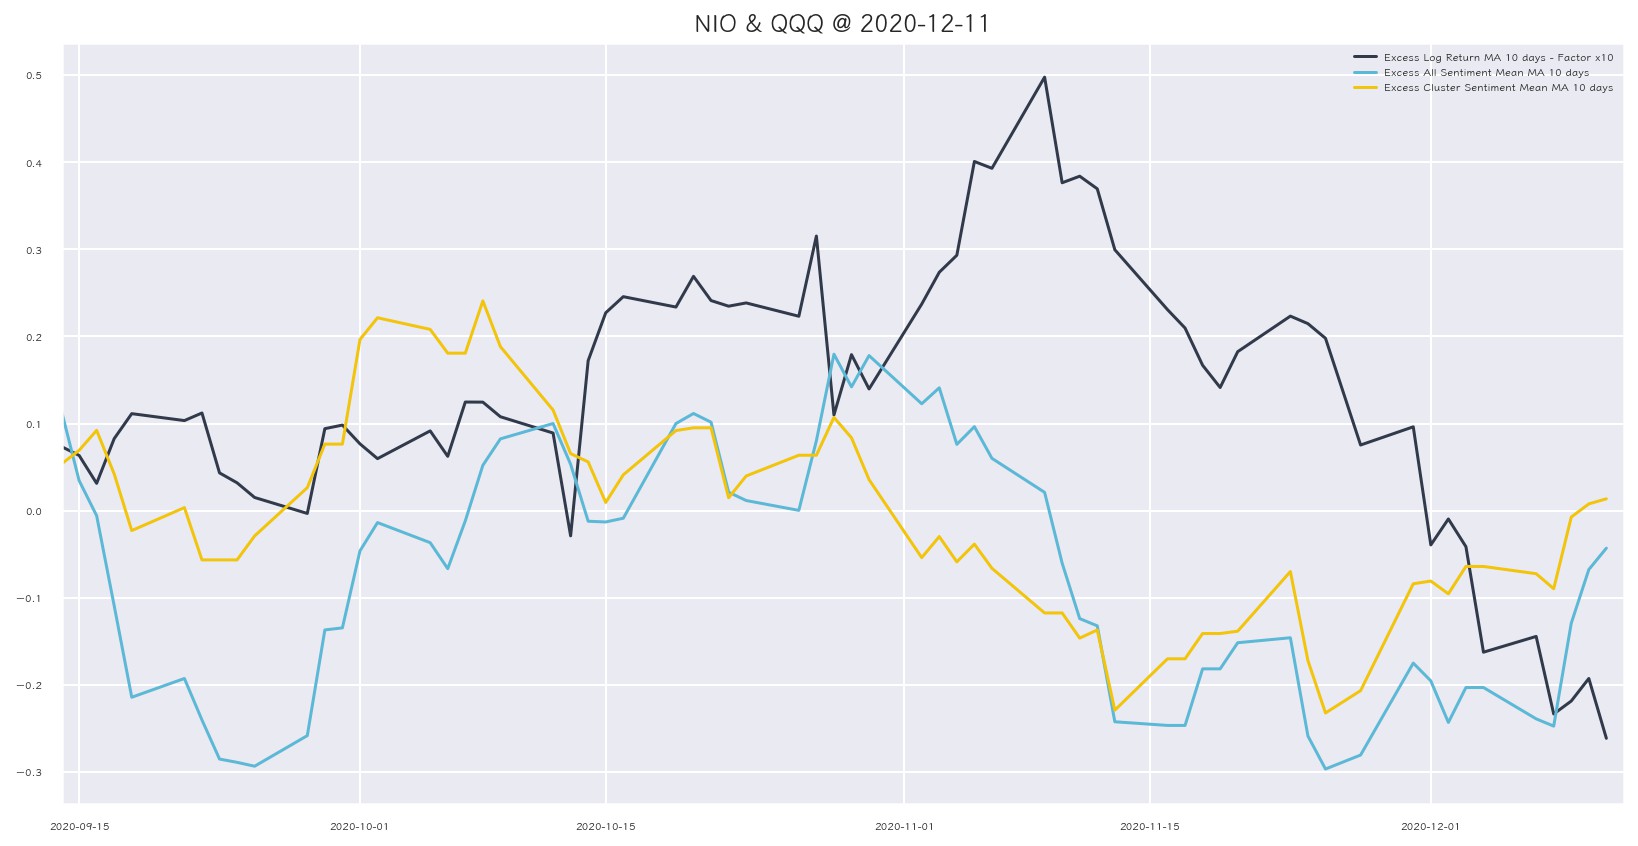 NIO & QQQ @ 2020-12-11
Excess Log Return MA 10 days - Factor x10
Excess All Sentiment Mean MA 10 days
Excess Cluster Sentiment Mean MA 10 days
0.5
0.4
0.3
0.2
0.1
0.0
−0.1
−0.2
−0.3
2020-09-15 2020-10-01 2020-10-15 2020-11-01 2020-11-15 2020-12-01